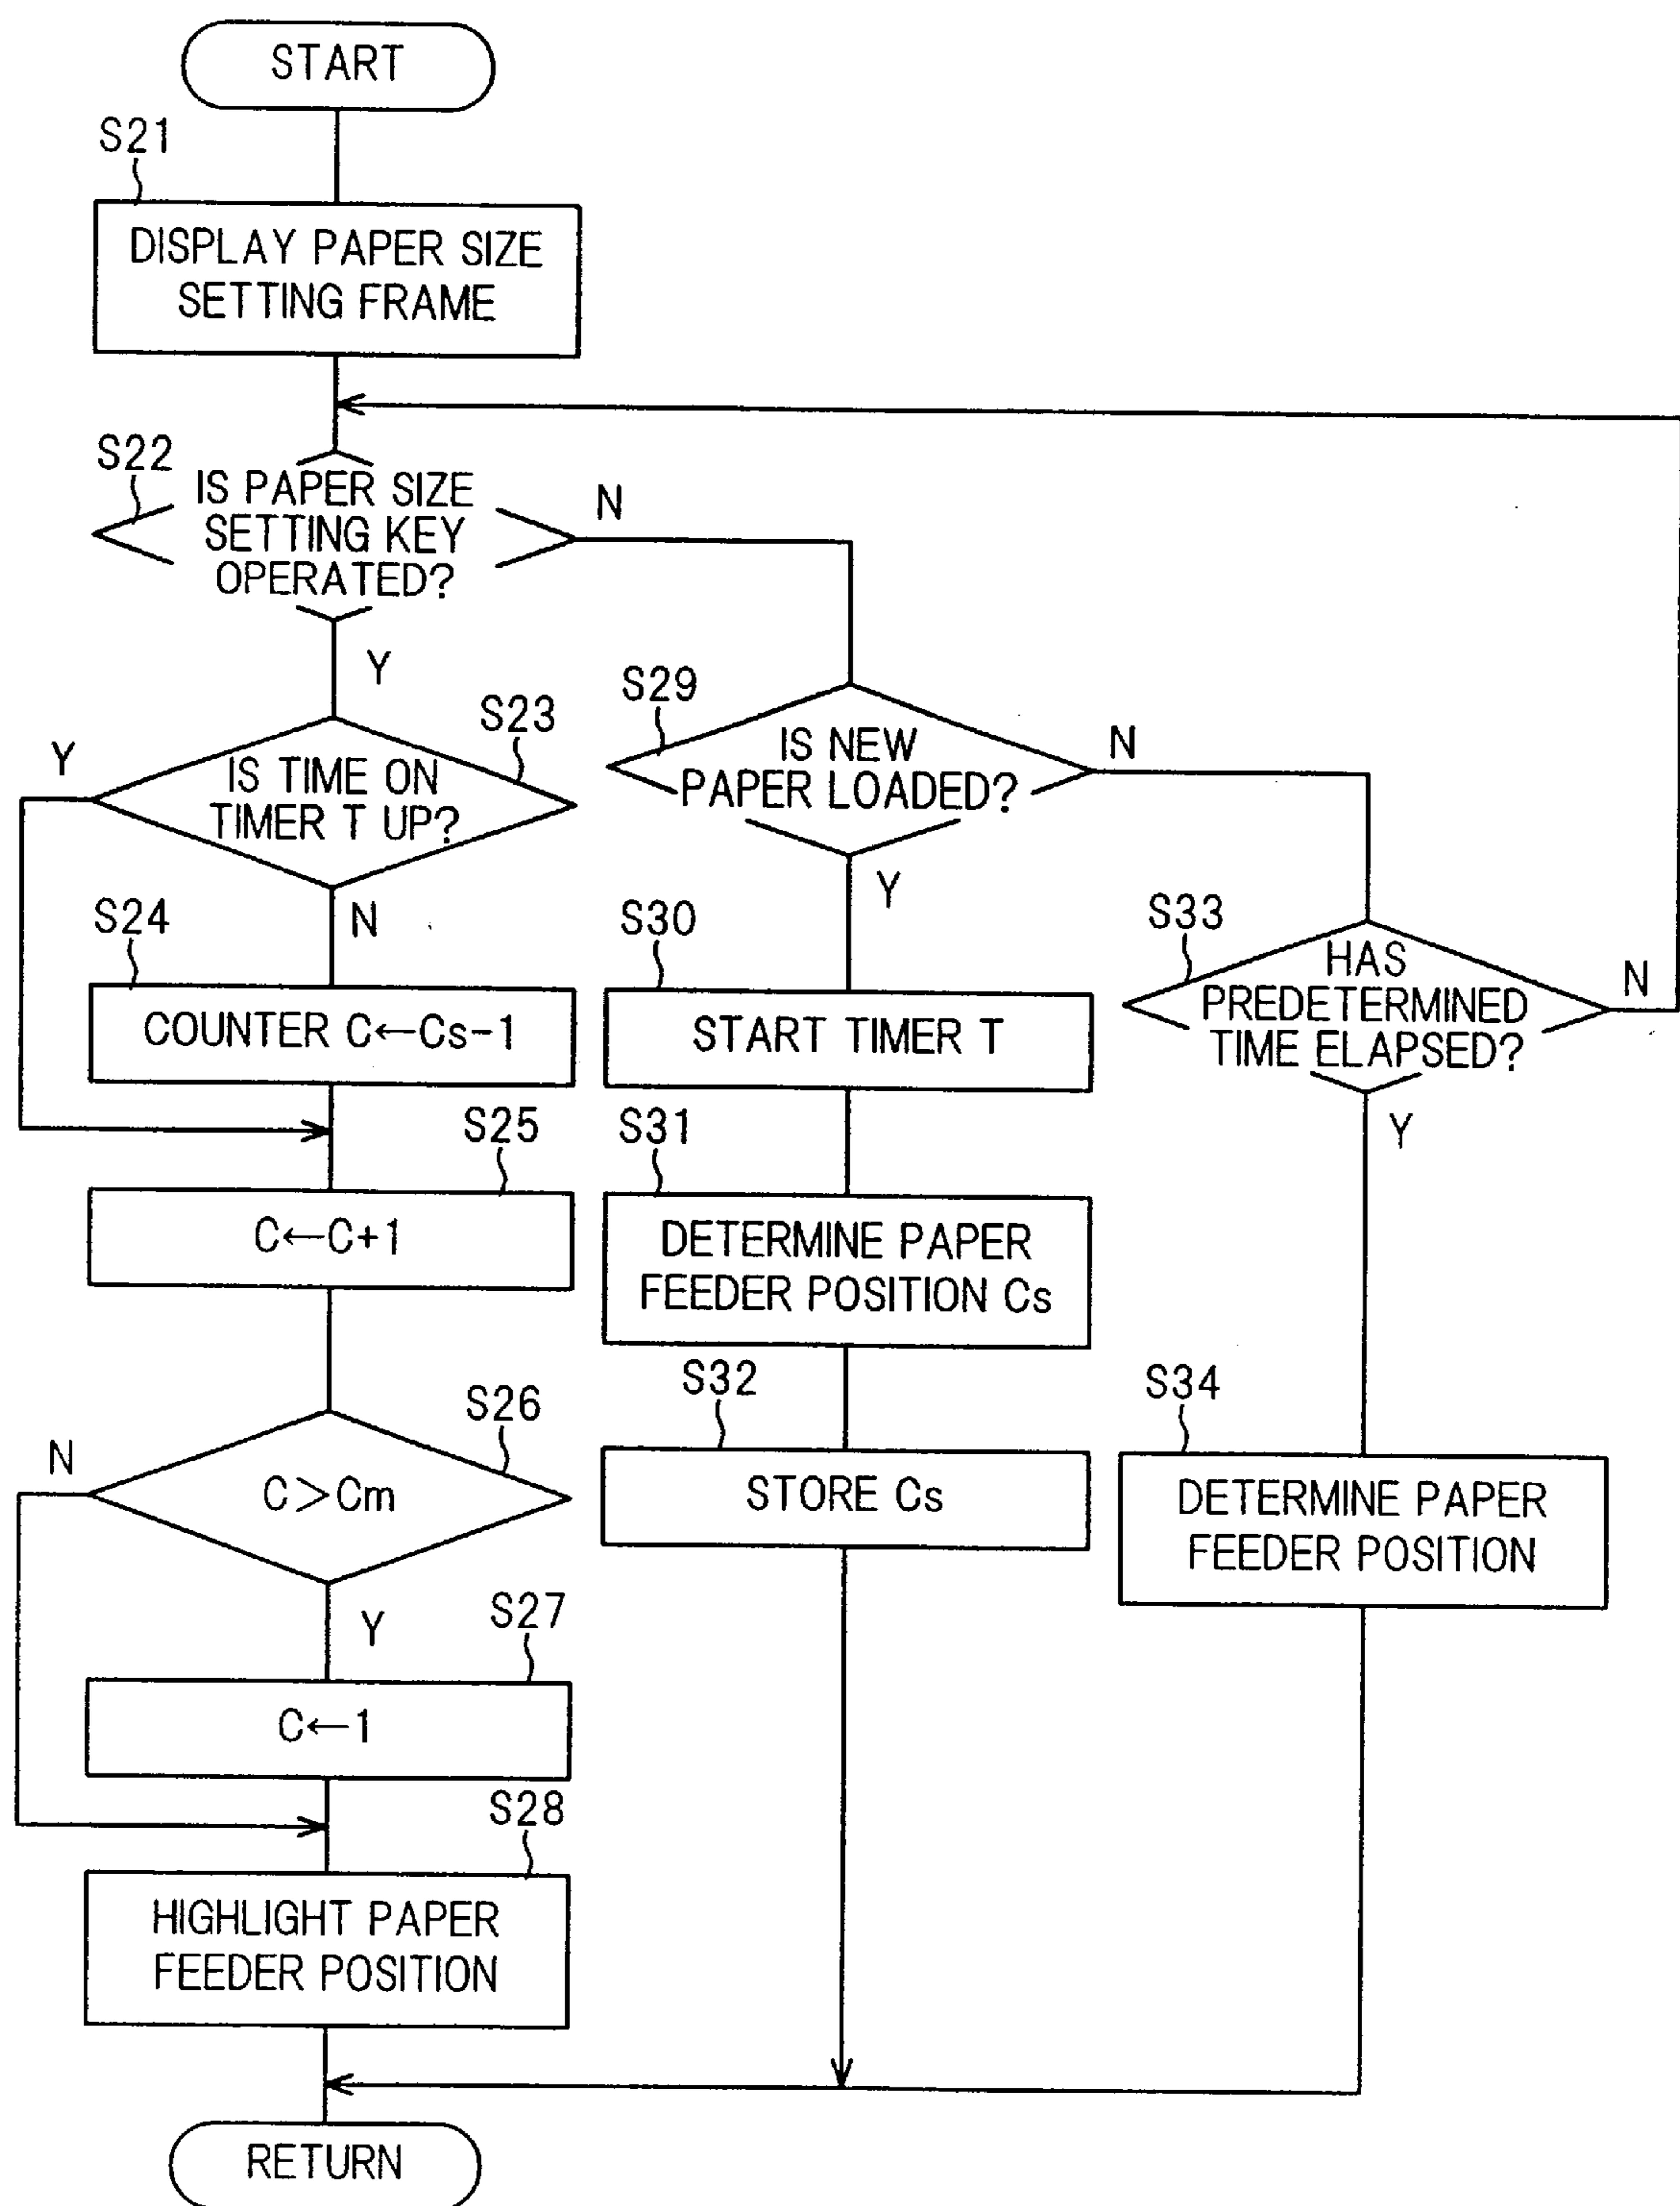 START
S21
DISPLAY PAPER SIZE
SETTING FRAME
S22
IS PAPER SIZE
SETTING KEY
OPERATED?
N
Y
S23
IS TIME ON
TIMER T UP?
Y
N
S24
COUNTER C←Cs-1
S25
C←C+1
S26
C>Cm
N
Y
S27
C←1
S28
HIGHLIGHT PAPER
FEEDER POSITION
S29
IS NEW
PAPER LOADED?
N
Y
S30
START TIMER T
S31
DETERMINE PAPER
FEEDER POSITION Cs
S32
STORE Cs
S33
HAS
PREDETERMINED
TIME ELAPSED?
N
Y
S34
DETERMINE PAPER
FEEDER POSITION
RETURN